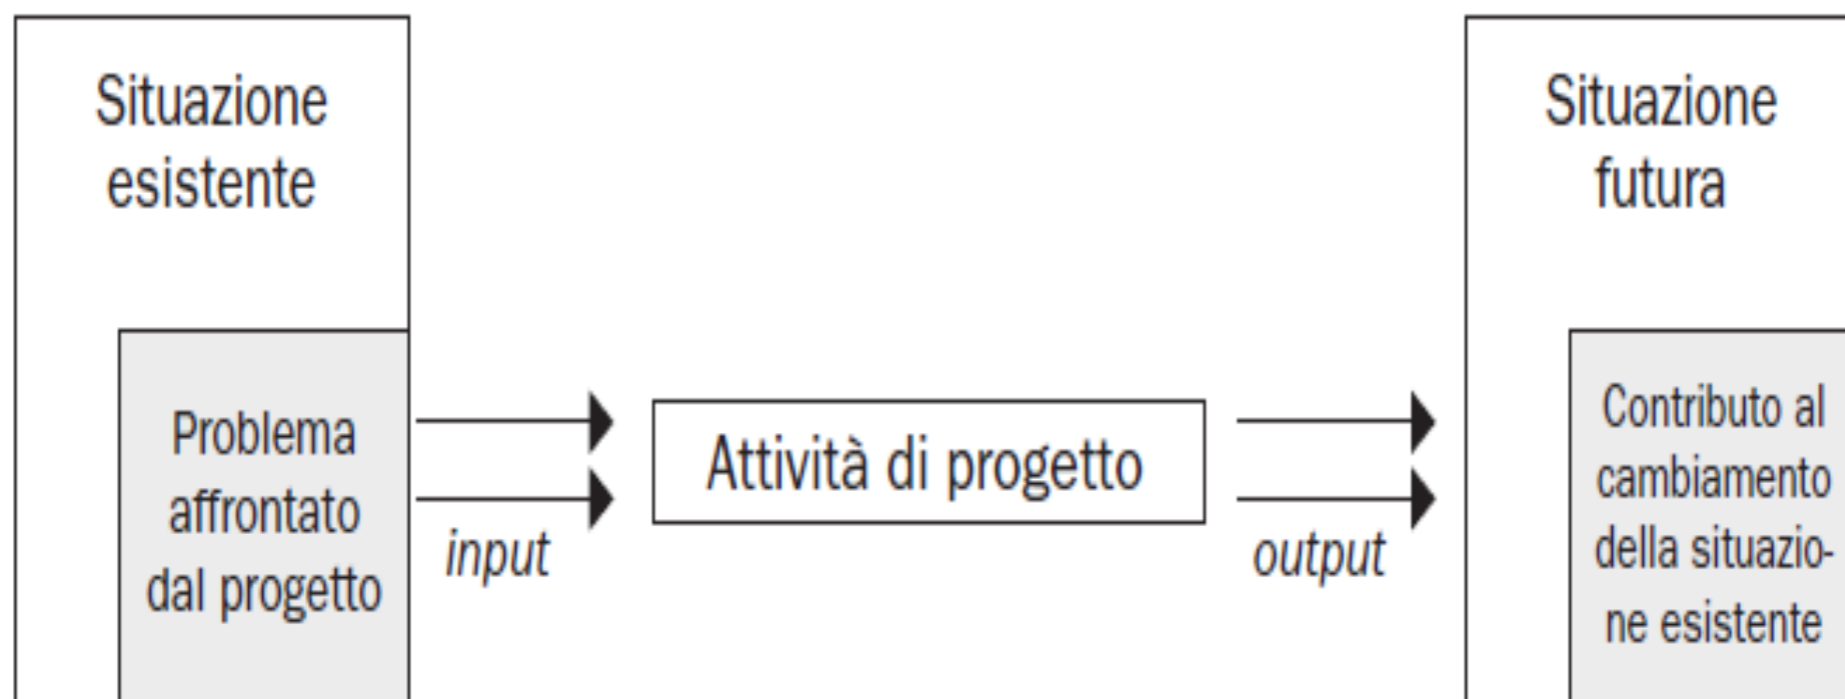 Situazione
esistente
Problema
affrontato
dal progetto
input
Attività di progetto
output
Situazione
futura
Contributo al
cambiamento
della situazio-
ne esistente